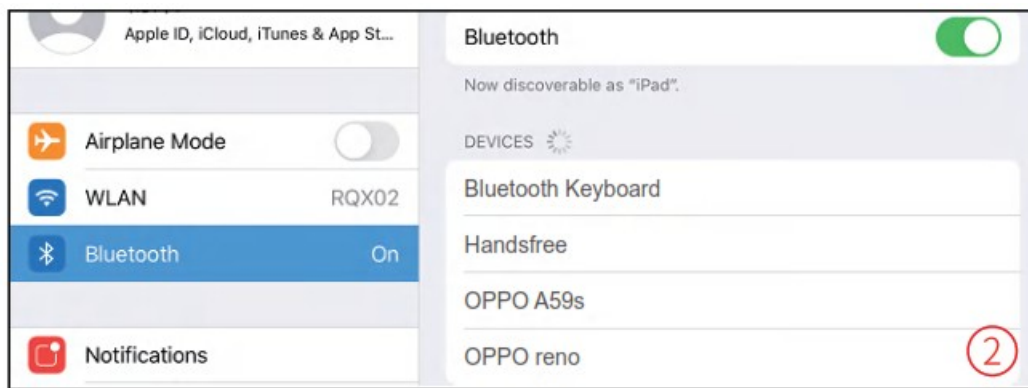 Apple ID, iCloud, iTunes & App St...
Airplane Mode
WLAN RQX02
Bluetooth On
Notifications
Bluetooth
Now discoverable as “iPad”.
DEVICES
Bluetooth Keyboard
Handsfree
OPPO A59s
OPPO reno
2